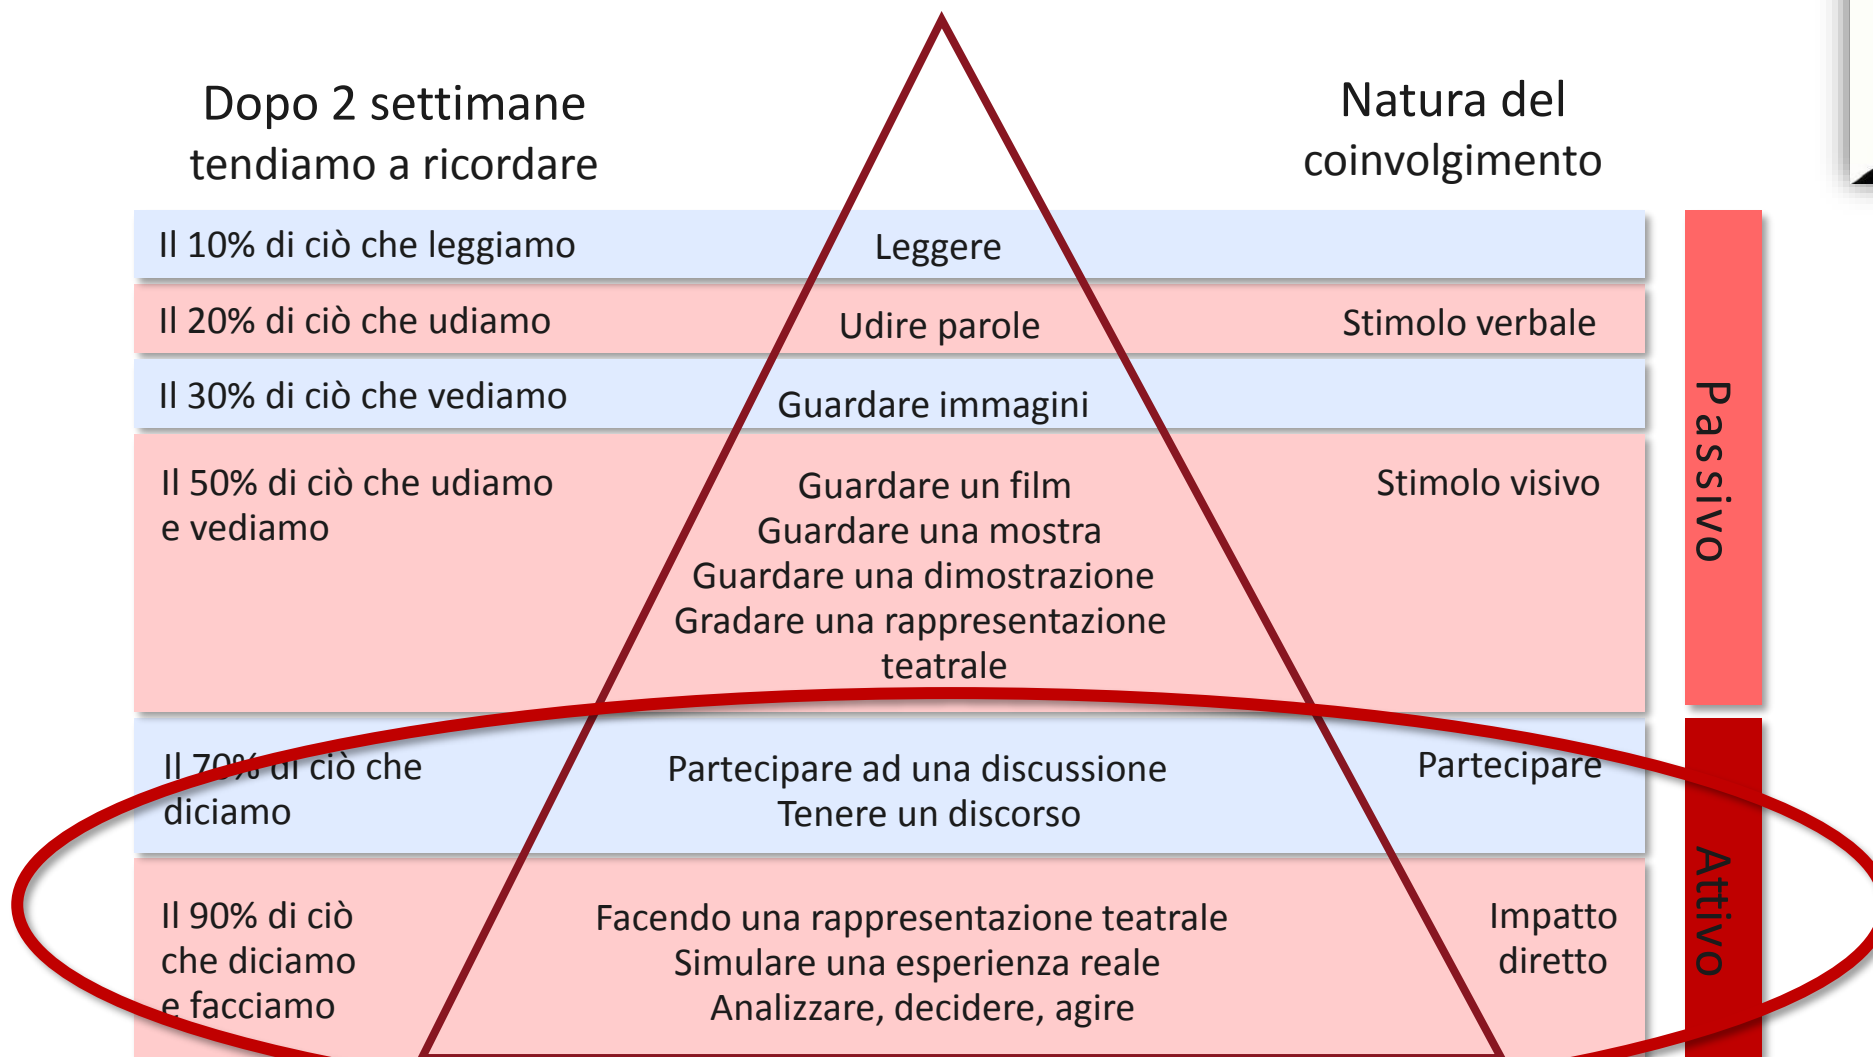 Dopo 2 settimane
tendiamo a ricordare
Natura del
coinvolgimento
Il 10% di ciò che leggiamo
Leggere
Il 20% di ciò che udiamo
Udire parole
Stimolo verbale
Il 30% di ciò che vediamo
Guardare immagini
Il 50% di ciò che udiamo
e vediamo
Guardare un film
Guardare una mostra
Guardare una dimostrazione
Gradare una rappresentazione
teatrale
Stimolo visivo
Passivo
Il 70% di ciò che
diciamo
Partecipare ad una discussione
Tenere un discorso
Partecipare
Il 90% di ciò
che diciamo
e facciamo
Facendo una rappresentazione teatrale
Simulare una esperienza reale
Analizzare, decidere, agire
Impatto
diretto
Attivo